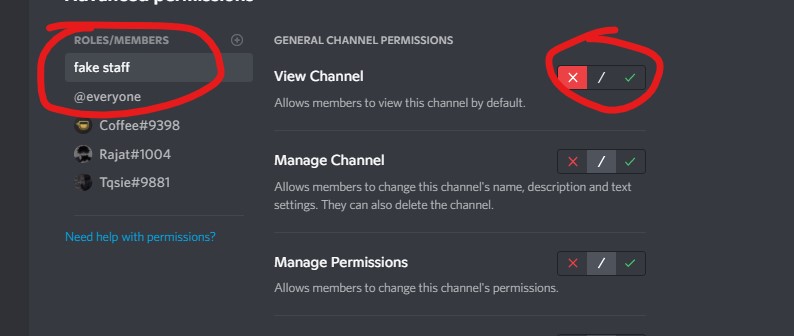 Advanced permissions
ROLES/MEMBERS
fake staff
@everyone
Coffee#9398
Rajat#1004
Tqsie#9881
Need help with permissions?
GENERAL CHANNEL PERMISSIONS
View Channel
Allows members to view this channel by default.
Manage Channel
Allows members to change this channel's name, description and text
settings. They can also delete the channel.
Manage Permissions
Allows members to change this channel's permissions.